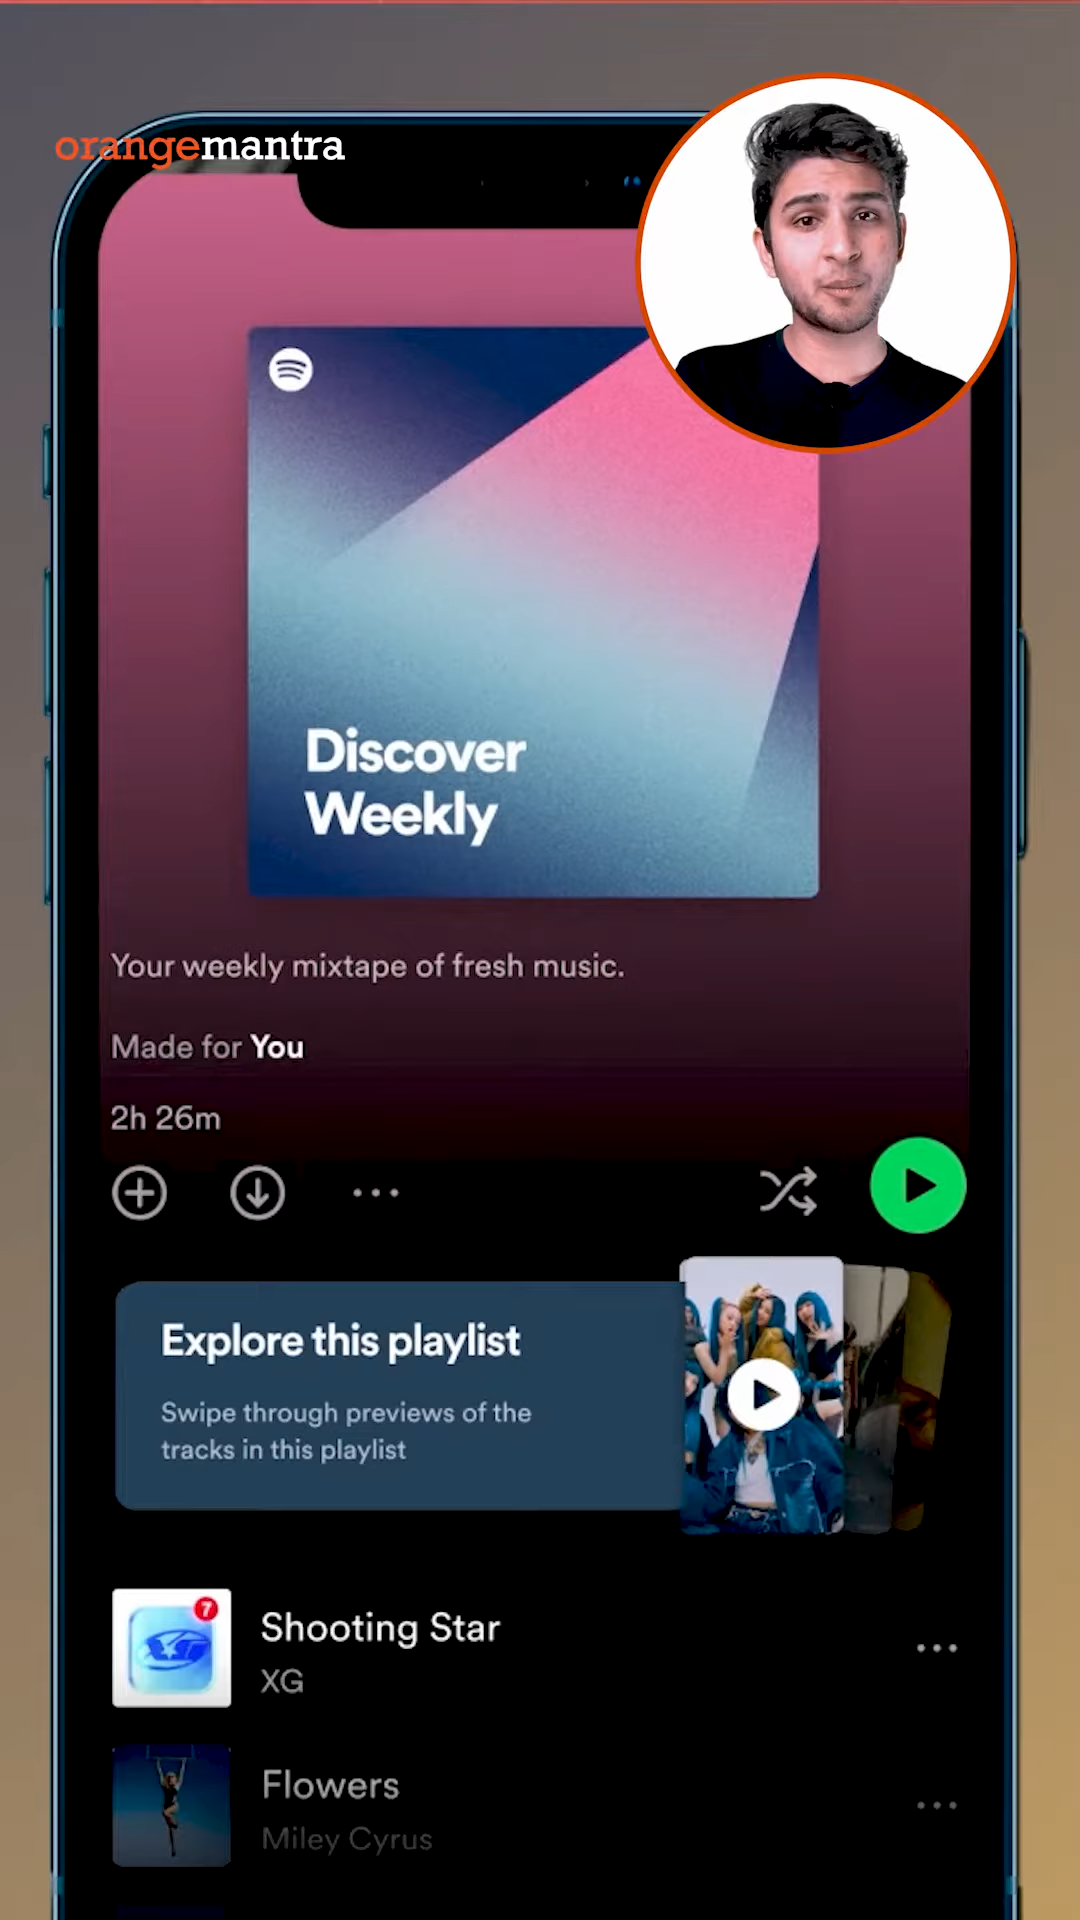 orangemantra
Discover
Weekly
Your weekly mixtape of fresh music.
Made for You
2h 26m
Explore this playlist
Swipe through previews of the
tracks in this playlist
7
Shooting Star
XG
Flowers
Miley Cyrus